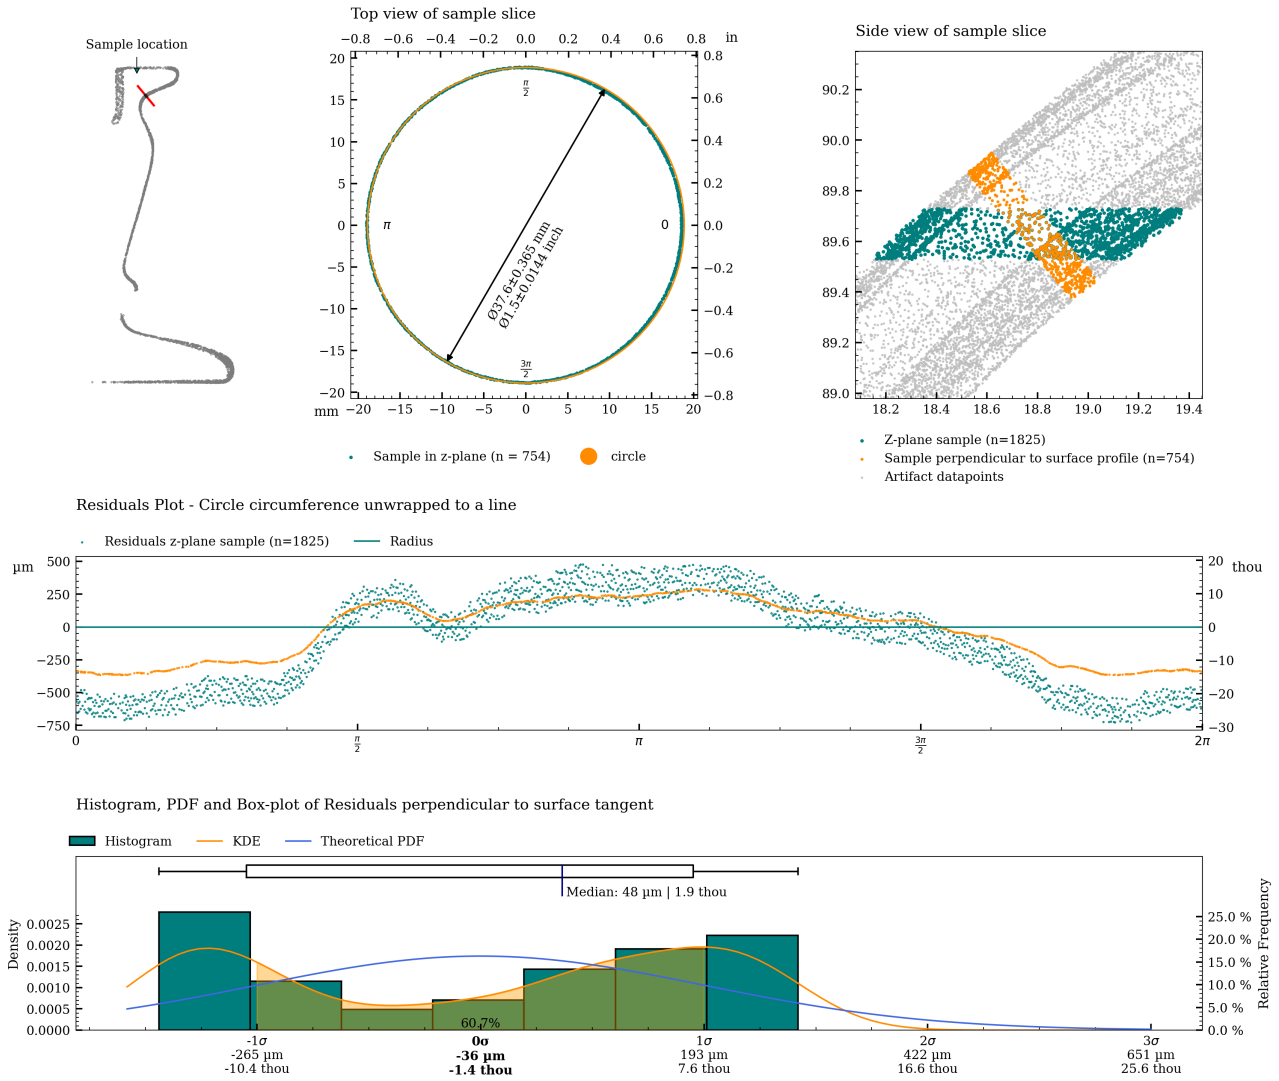 Sample location
Top view of sample slice
−0.8 −0.6 −0.4 −0.2 0.0 0.2 0.4 0.6 0.8 in
20
15
10
5
0
−5
−10
−15
−20
0.8
0.6
0.4
0.2
0.0
−0.2
−0.4
−0.6
−0.8
π/2
π
0
3π/2
Ø37.6±0.365 mm
Ø1.5±0.0144 inch
mm −20 −15 −10 −5 0 5 10 15 20
Sample in z-plane (n = 754) circle
Side view of sample slice
90.2
90.0
89.8
89.6
89.4
89.2
89.0
18.2 18.4 18.6 18.8 19.0 19.2 19.4
Z-plane sample (n=1825)
Sample perpendicular to surface profile (n=754)
Artifact datapoints
Residuals Plot - Circle circumference unwrapped to a line
Residuals z-plane sample (n=1825) Radius
µm
500
250
0
−250
−500
−750
thou
20
10
0
−10
−20
−30
0 π/2 π 3π/2 2π
Histogram, PDF and Box-plot of Residuals perpendicular to surface tangent
Histogram KDE Theoretical PDF
Median: 48 µm | 1.9 thou
Density
0.0025
0.0020
0.0015
0.0010
0.0005
0.0000
Relative Frequency
25.0 %
20.0 %
15.0 %
10.0 %
5.0 %
0.0 %
60.7%
-1σ 0σ 1σ 2σ 3σ
-265 µm -36 µm 193 µm 422 µm 651 µm
-10.4 thou -1.4 thou 7.6 thou 16.6 thou 25.6 thou